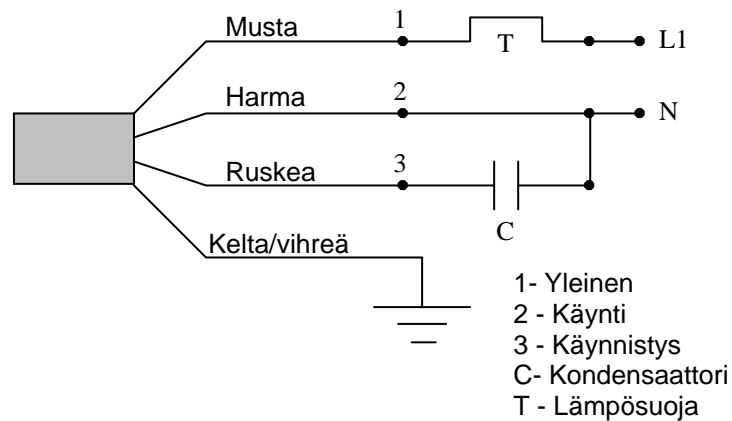 Musta 1 T L1
Harma 2 N
Ruskea 3 C
Kelta/vihreä
1- Yleinen
2 - Käynti
3 - Käynnistys
C- Kondensaattori
T - Lämpösuoja